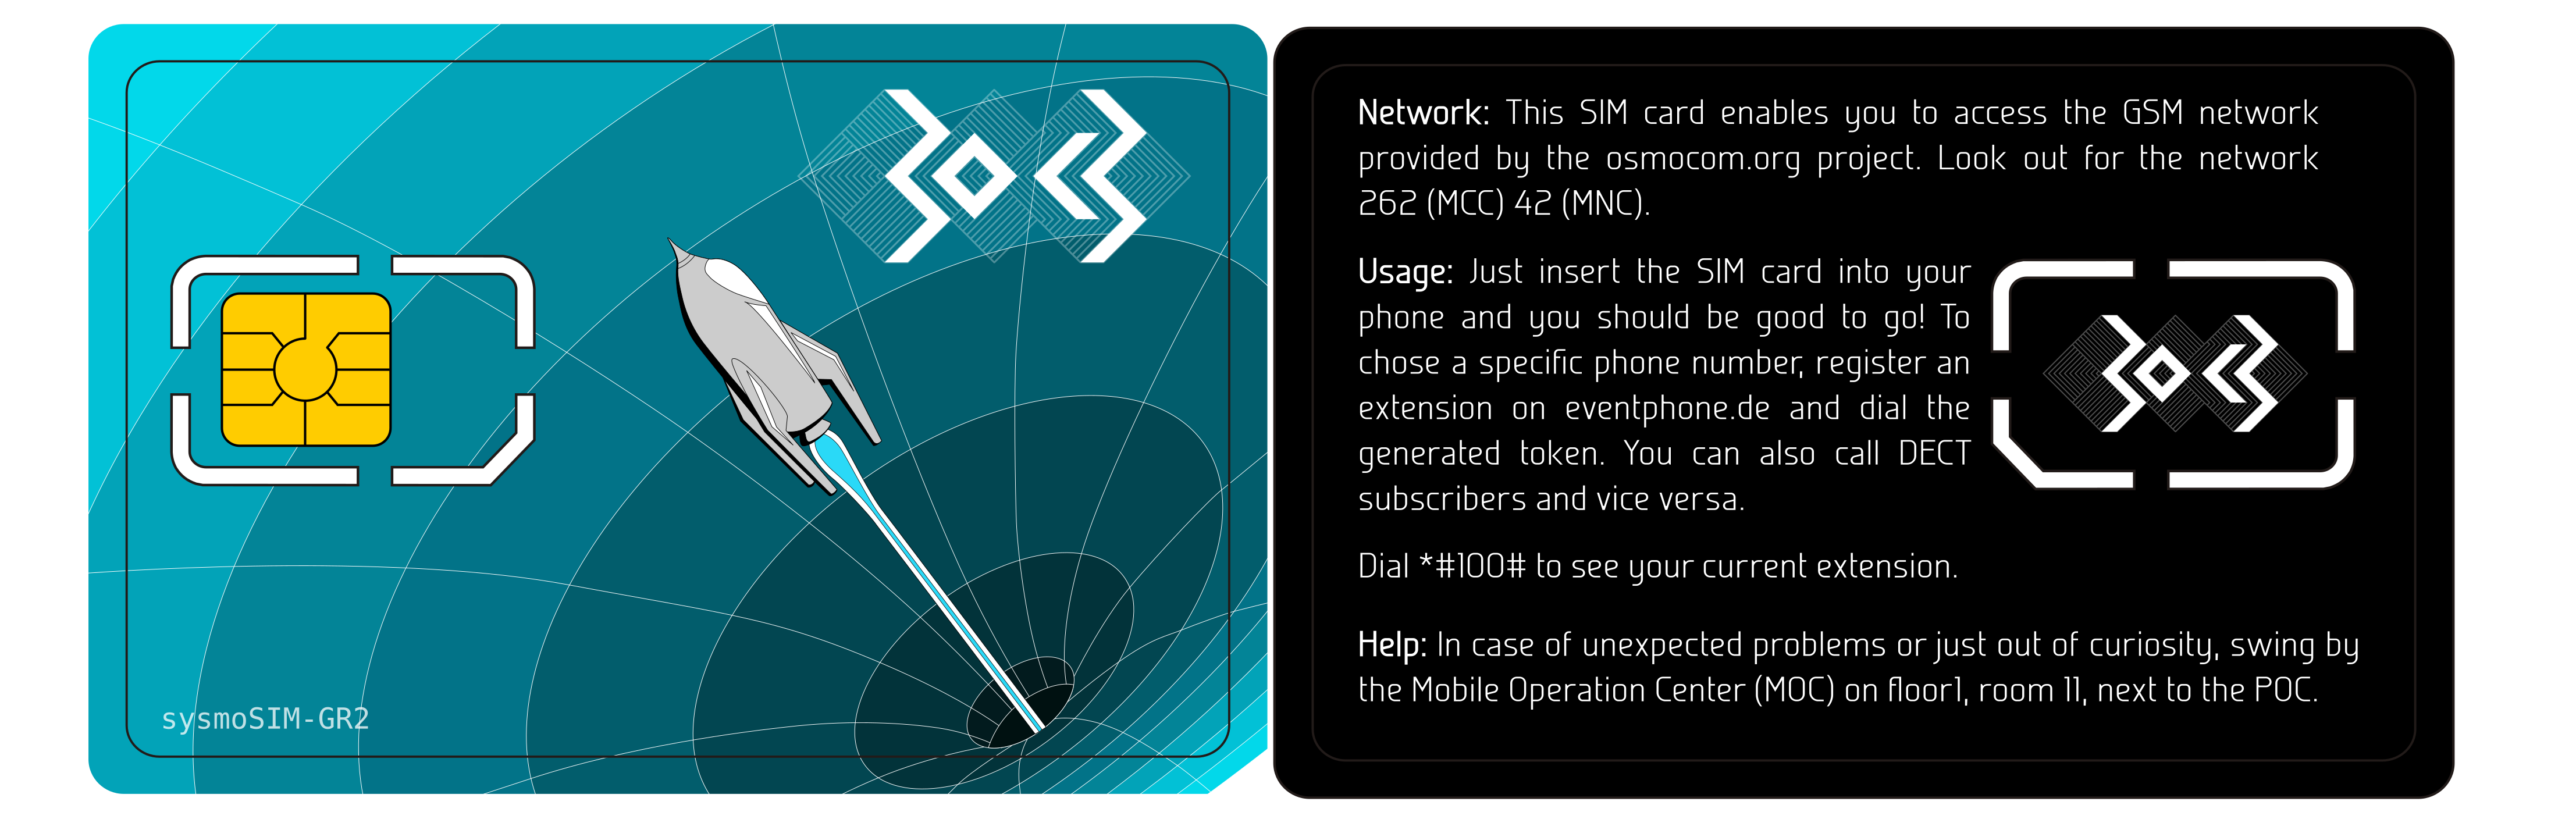 30C3
sysmoSIM-GR2
Network: This SIM card enables you to access the GSM network
provided by the osmocom.org project. Look out for the network
262 (MCC) 42 (MNC).
Usage: Just insert the SIM card into your
phone and you should be good to go! To
chose a specific phone number, register an
extension on eventphone.de and dial the
generated token. You can also call DECT
subscribers and vice versa.
30C3
Dial *#100# to see your current extension.
Help: In case of unexpected problems or just out of curiosity, swing by
the Mobile Operation Center (MOC) on floor1, room 11, next to the POC.